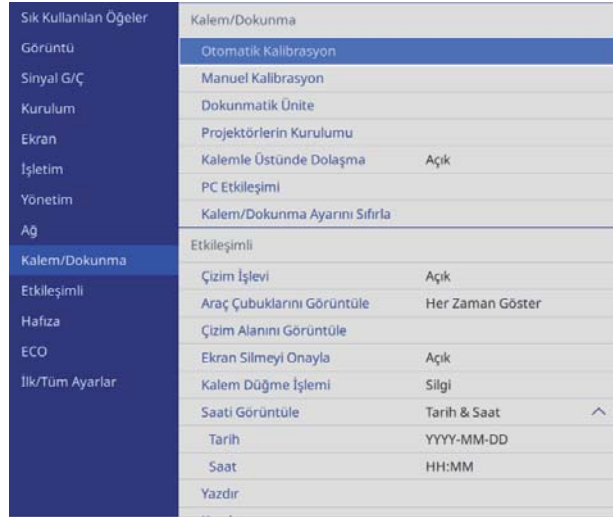 Sık Kullanılan Öğeler
Görüntü
Sinyal G/Ç
Kurulum
Ekran
İşletim
Yönetim
Ağ
Kalem/Dokunma
Etkileşimli
Hafıza
ECO
İlk/Tüm Ayarlar
Kalem/Dokunma
Otomatik Kalibrasyon
Manuel Kalibrasyon
Dokunmatik Ünite
Projektörlerin Kurulumu
Kalemle Üstünde Dolaşma Açık
PC Etkileşimi
Kalem/Dokunma Ayarını Sıfırla
Etkileşimli
Çizim İşlevi Açık
Araç Çubuklarını Görüntüle Her Zaman Göster
Çizim Alanını Görüntüle
Ekran Silmeyi Onayla Açık
Kalem Düğme İşlemi Silgi
Saati Görüntüle Tarih & Saat
Tarih YYYY-MM-DD
Saat HH:MM
Yazdır